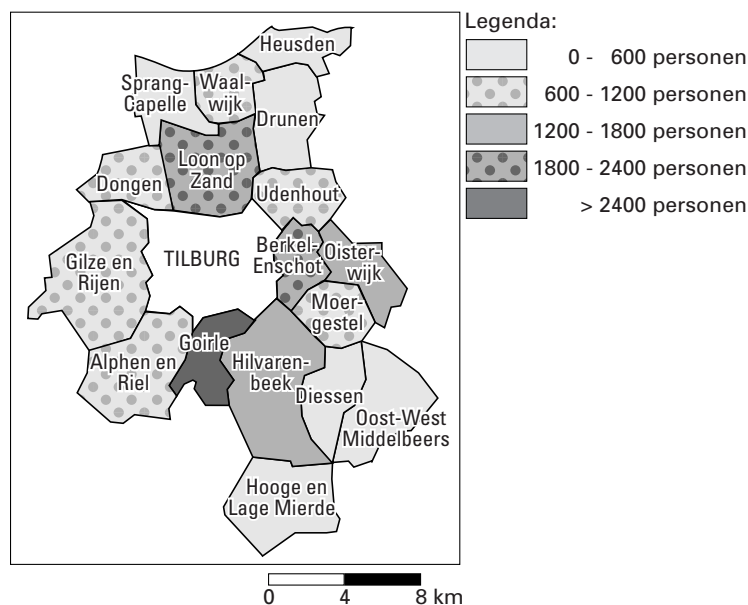 Legenda:
0 - 600 personen
600 - 1200 personen
1200 - 1800 personen
1800 - 2400 personen
> 2400 personen
Heusden
Sprang-
Capelle
Waal-
wijk
Drunen
Loon op
Zand
Dongen
Udenhout
TILBURG
Berkel-
Enschot
Oister-
wijk
Gilze en
Rijen
Moer-
gestel
Goirle
Alphen en
Riel
Hilvaren-
beek
Diessen
Oost-West
Middelbeers
Hooge en
Lage Mierde
0 4 8 km